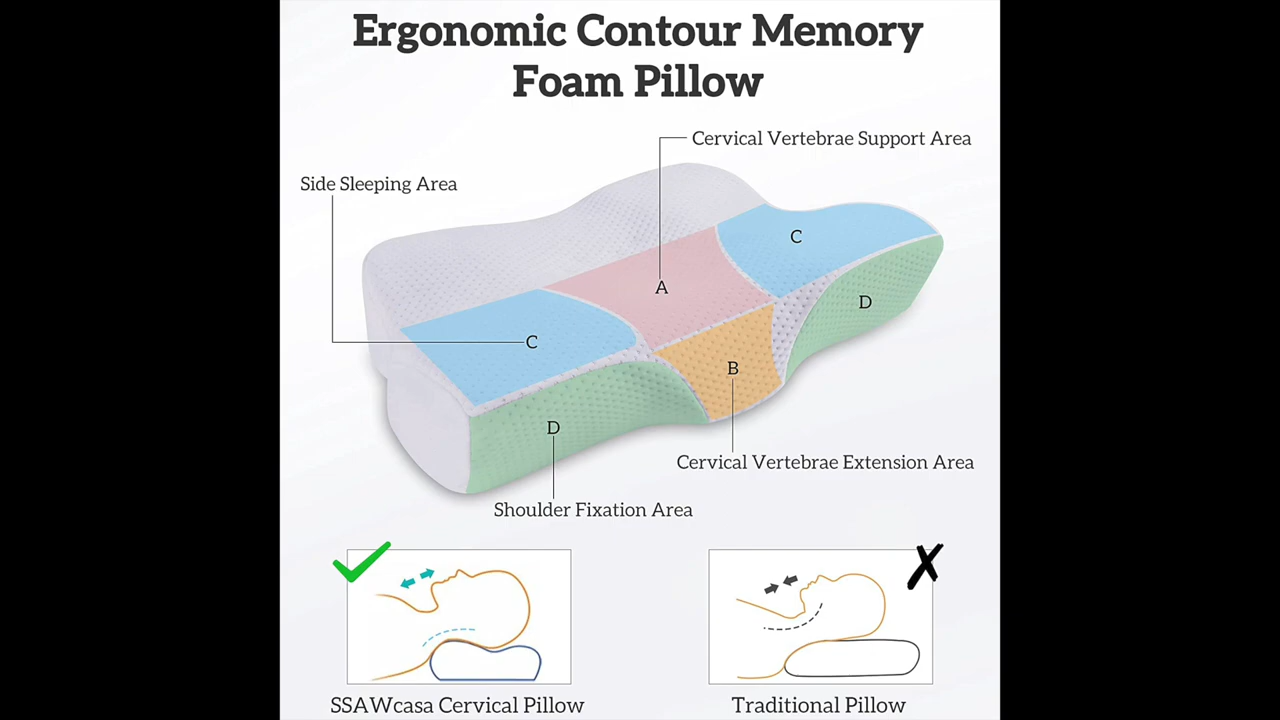 Ergonomic Contour Memory
Foam Pillow
Cervical Vertebrae Support Area
Side Sleeping Area
C
A
D
C
B
D
Cervical Vertebrae Extension Area
Shoulder Fixation Area
SSAWcasa Cervical Pillow
Traditional Pillow